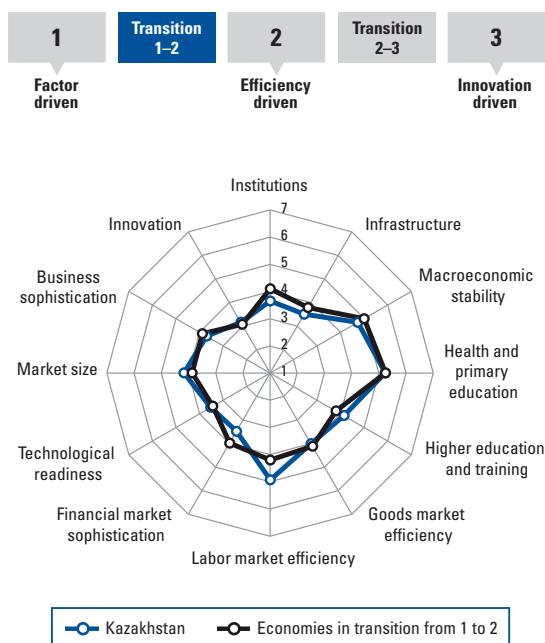 1
Transition
1–2
2
Transition
2–3
3
Factor
driven
Efficiency
driven
Innovation
driven
Institutions
7
6
5
4
3
2
1
Infrastructure
Macroeconomic
stability
Health and
primary
education
Higher education
and training
Goods market
efficiency
Labor market efficiency
Financial market
sophistication
Technological
readiness
Market size
Business
sophistication
Innovation
Kazakhstan
Economies in transition from 1 to 2